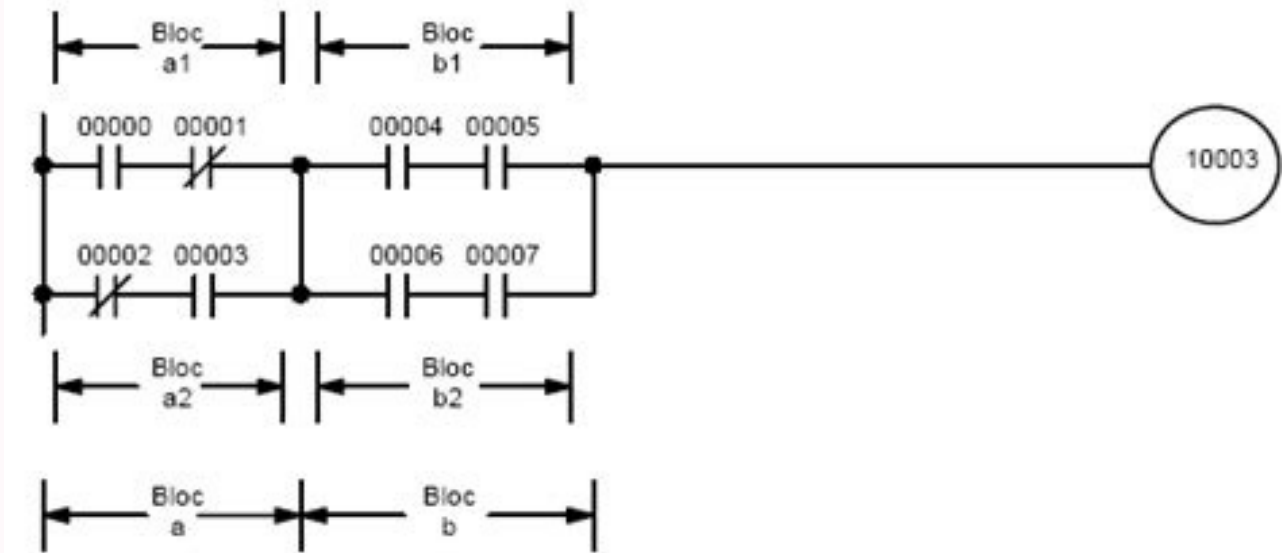 Bloc a1 Bloc b1
00000 00001 00004 00005
10003
00002 00003 00006 00007
Bloc a2 Bloc b2
Bloc a Bloc b